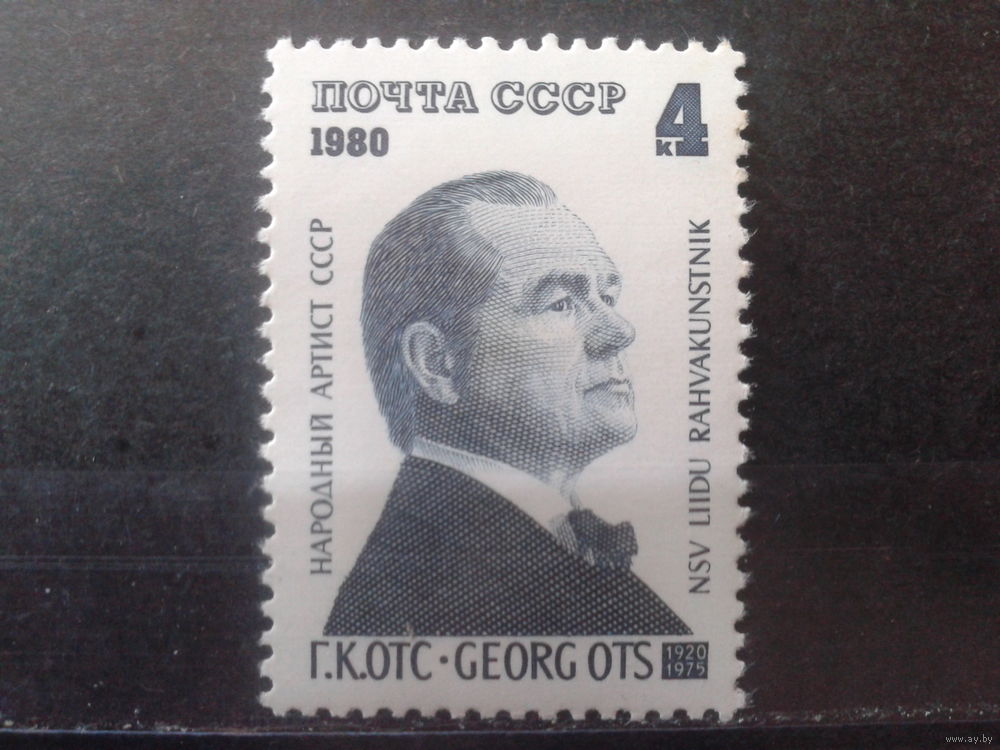 ПОЧТА СССР
1980
4
К
НАРОДНЫЙ АРТИСТ СССР
NSV LIIDU RAHVAKUNSTNIK
Г.К.ОТС·GEORG OTS
1920
1975
www.ay.by